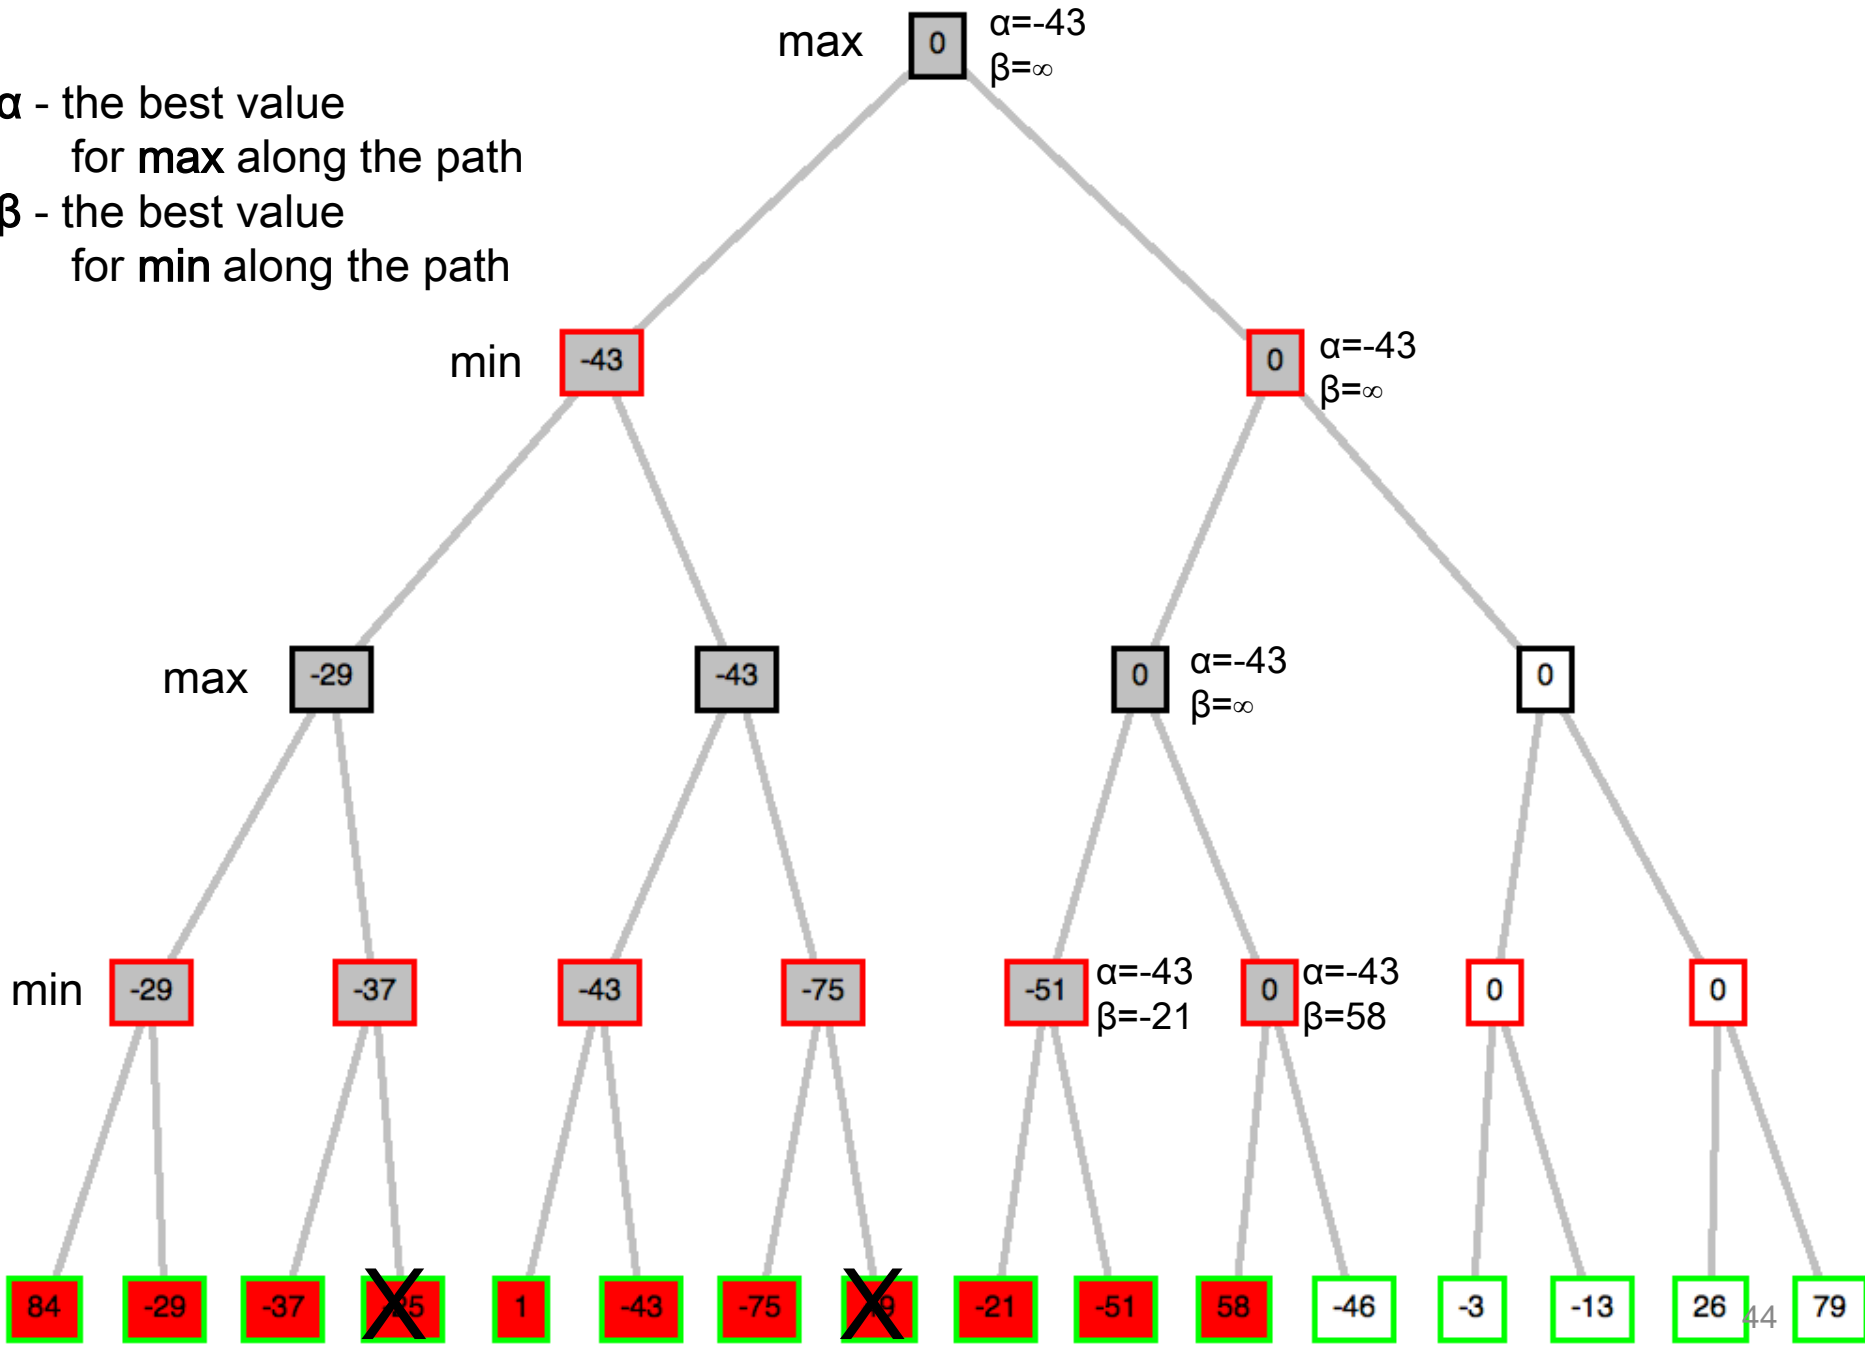 max 0 α=-43
β=∞
α - the best value
for max along the path
β - the best value
for min along the path
min -43 0 α=-43
β=∞
max -29 -43 0 α=-43 0
β=∞
min -29 -37 -43 -75 -51 α=-43 0 α=-43 0 0
β=-21 β=58
84 -29 -37 1 -43 -75 -21 -51 58 -46 -3 -13 26 44 79